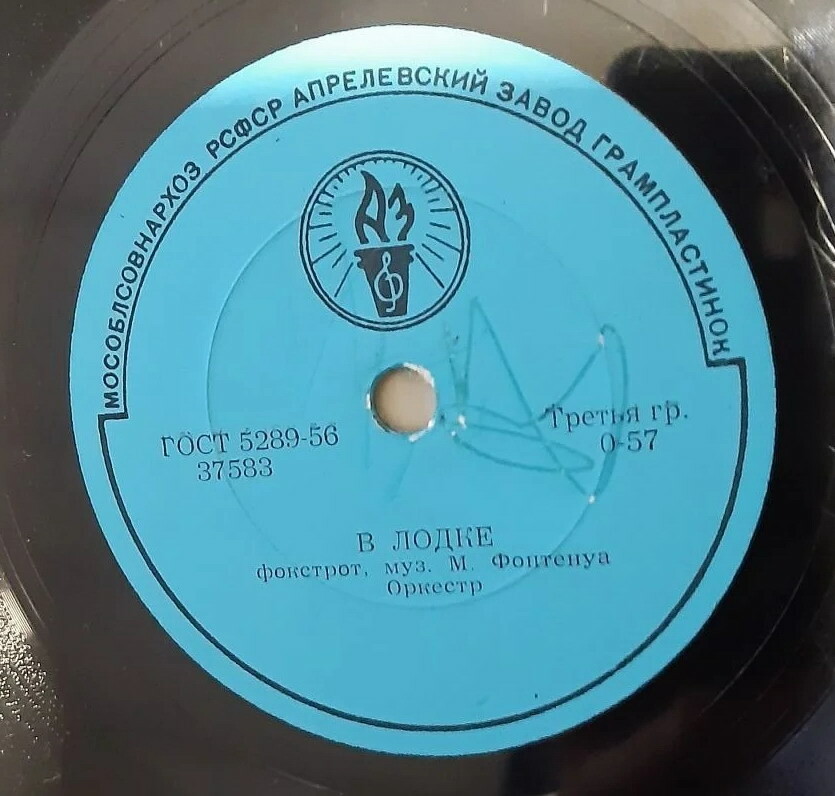 МОСОБЛСОВНАРХОЗ РСФСР АПРЕЛЕВСКИЙ ЗАВОД ГРАМПЛАСТИНОК
АЗ
ГОСТ 5289-56
37583
Третья гр.
0-57
В ЛОДКЕ
фокстрот, муз. М. Фонтенуа
Оркестр